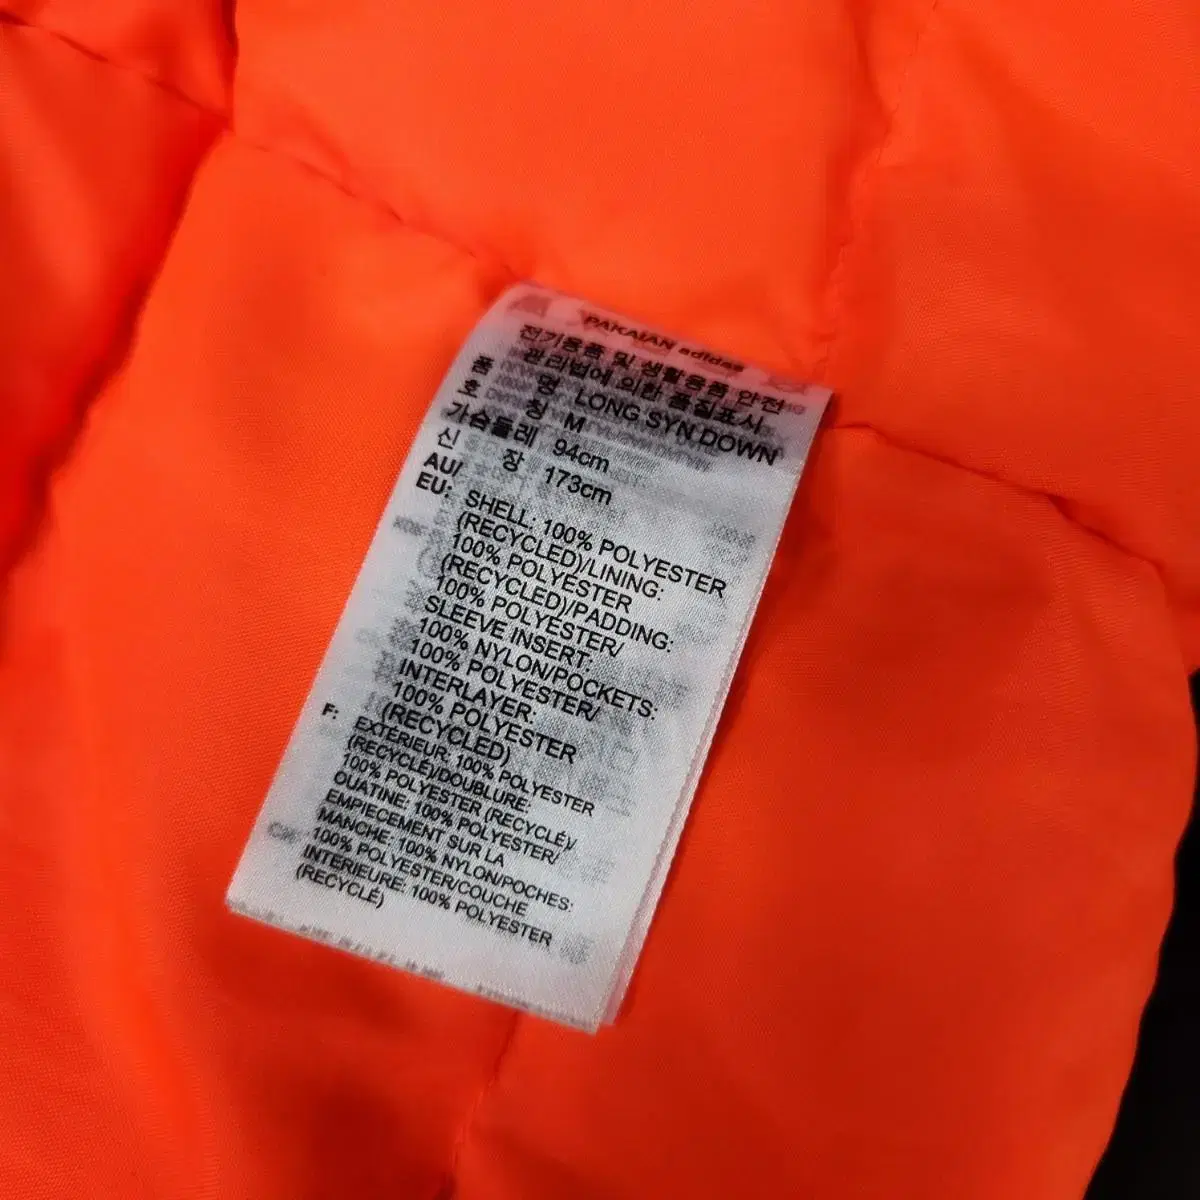 PAKAIAN adidas
전기용품 및 생활용품 안전
관리법에 의한 품질표시
품 명 LONG SYN DOWN
호 칭 M
가슴둘레 94cm
신 장 173cm
AU/
EU: SHELL: 100% POLYESTER
(RECYCLED)/LINING:
100% POLYESTER
(RECYCLED)/PADDING:
100% POLYESTER/
SLEEVE INSERT:
100% NYLON/POCKETS:
100% POLYESTER/
INTERLAYER:
100% POLYESTER
(RECYCLED)
F: EXTÉRIEUR: 100% POLYESTER
(RECYCLÉ)/DOUBLURE:
100% POLYESTER (RECYCLÉ)/
OUATINE: 100% POLYESTER/
EMPIECEMENT SUR LA
MANCHE: 100% NYLON/POCHES:
100% POLYESTER/COUCHE
INTERIEURE: 100% POLYESTER
(RECYCLÉ)